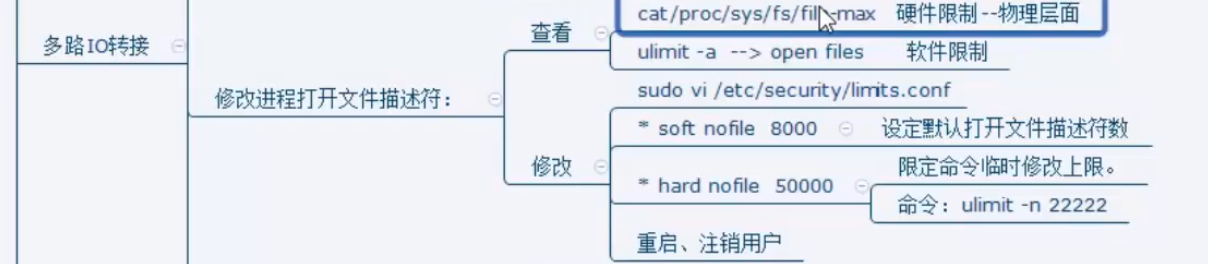 多路IO转接
修改进程打开文件描述符：
查看
cat/proc/sys/fs/file-max 硬件限制 --物理层面
ulimit -a --> open files 软件限制
修改
sudo vi /etc/security/limits.conf
* soft nofile 8000 设定默认打开文件描述符数
* hard nofile 50000
限定命令临时修改上限。
命令：ulimit -n 22222
重启、注销用户